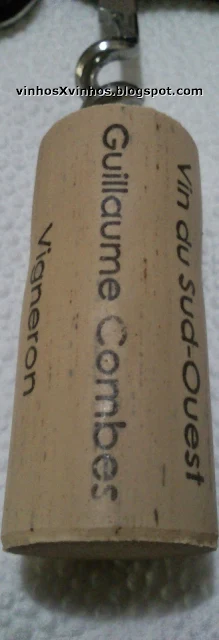 vinhosXvinhos.blogspot.com
Vin du Sud-Ouest
Guillaume Combes
Vigneron